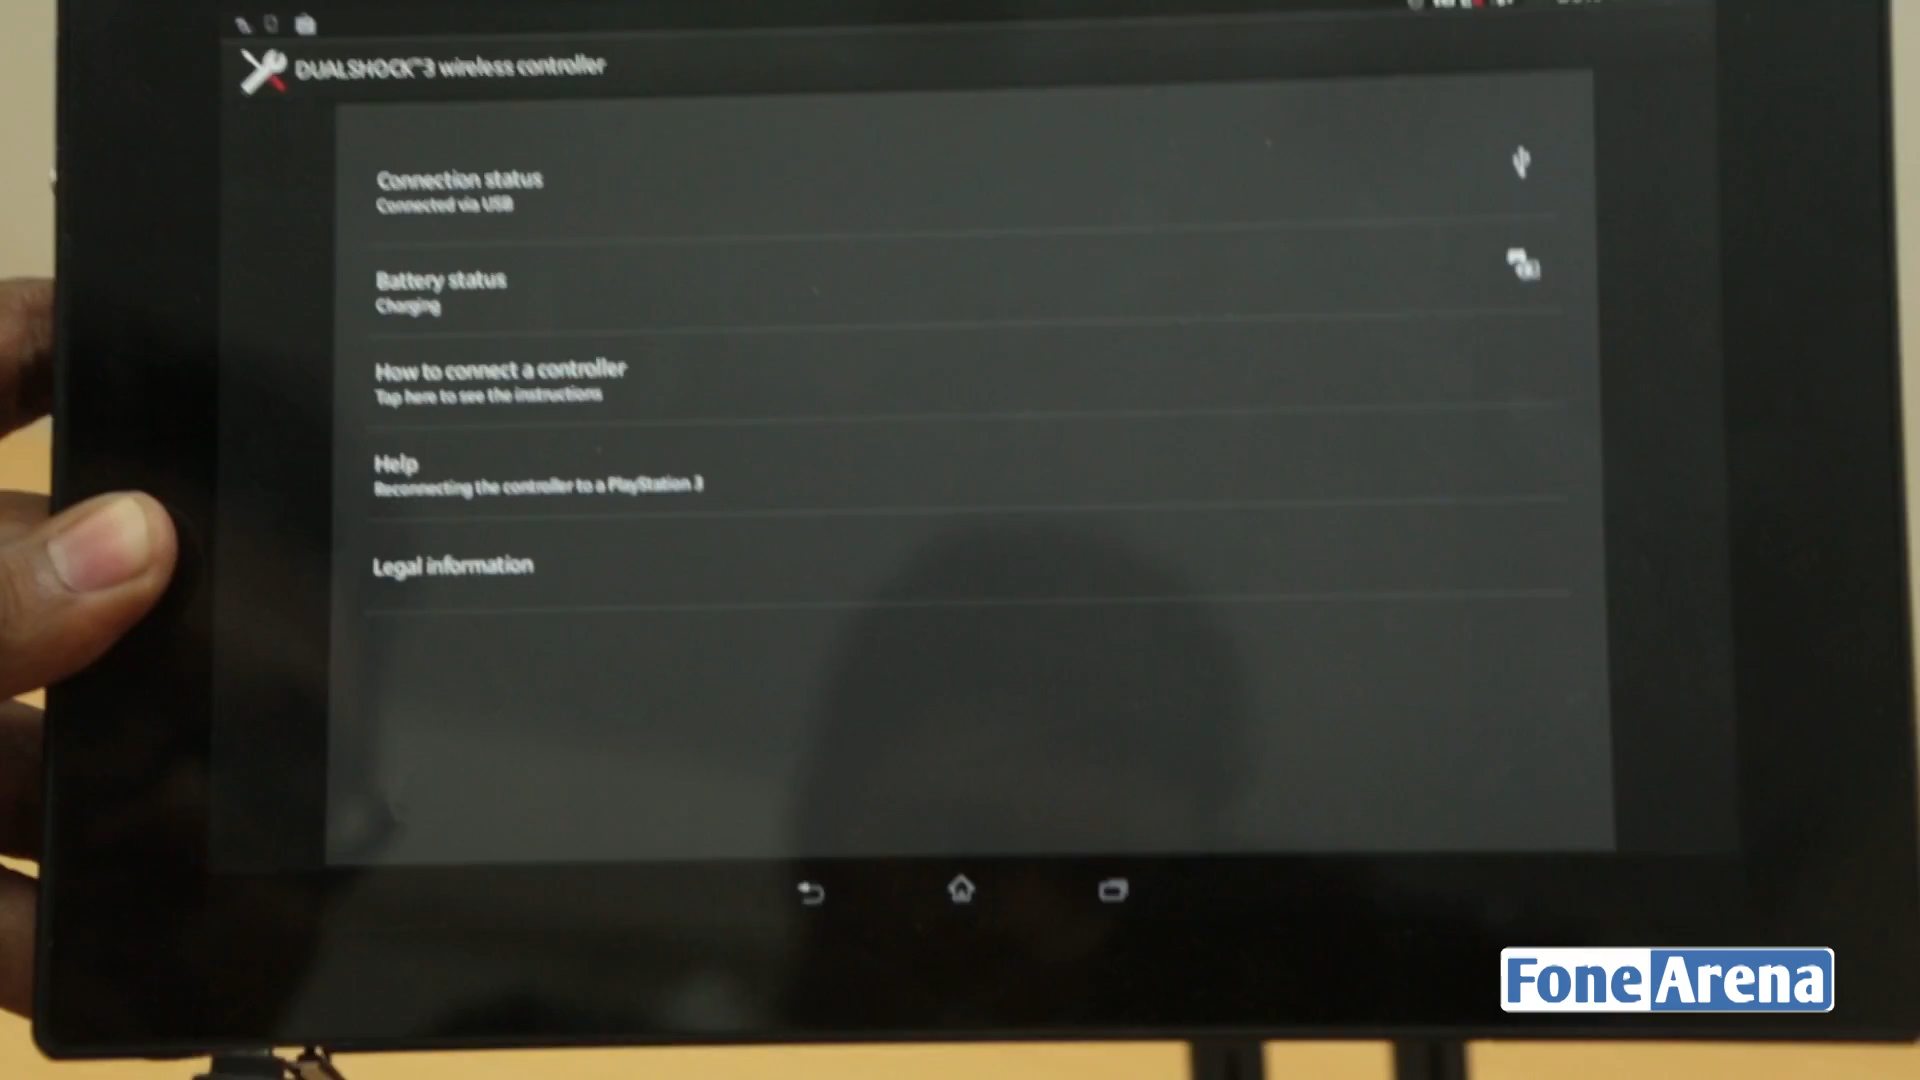 DUALSHOCK™3 wireless controller
Connection status
Connected via USB
Battery status
Charging
How to connect a controller
Tap here to see the instructions
Help
Reconnecting the controller to a PlayStation 3
Legal information
FoneArena